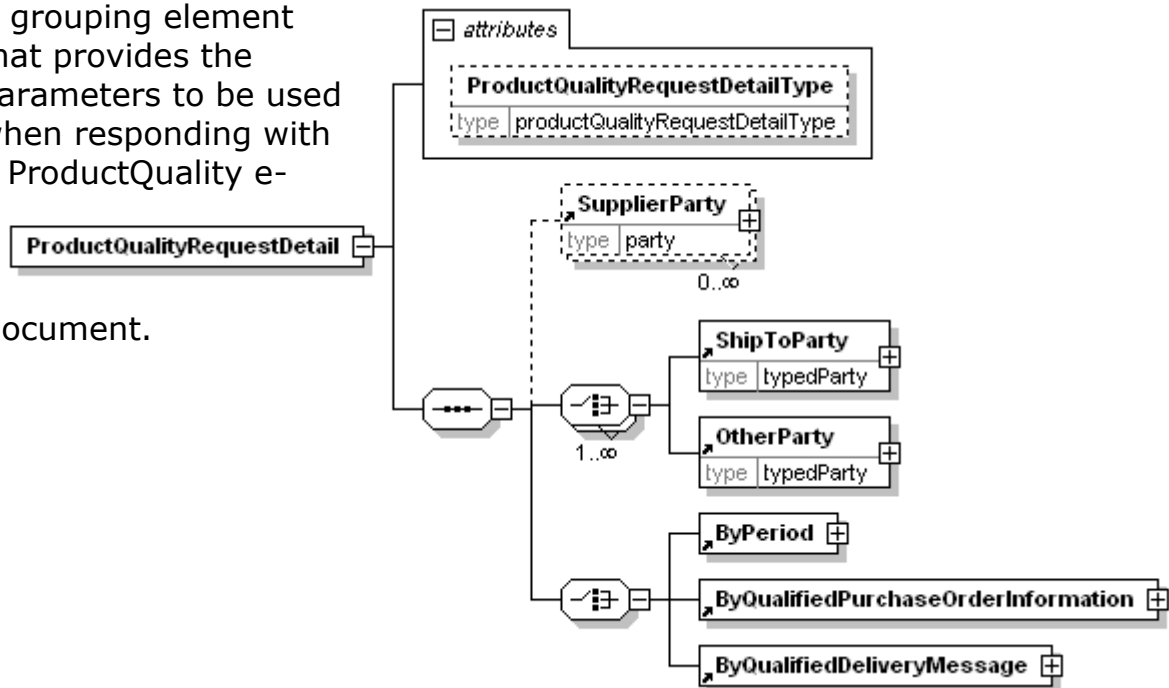 grouping element
hat provides the
arameters to be used
when responding with
ProductQuality e-
ocument.
attributes
ProductQualityRequestDetailType
type productQualityRequestDetailType
SupplierParty
type party
0..∞
ProductQualityRequestDetail
ShipToParty
type typedParty
1..∞
OtherParty
type typedParty
ByPeriod
ByQualifiedPurchaseOrderInformation
ByQualifiedDeliveryMessage